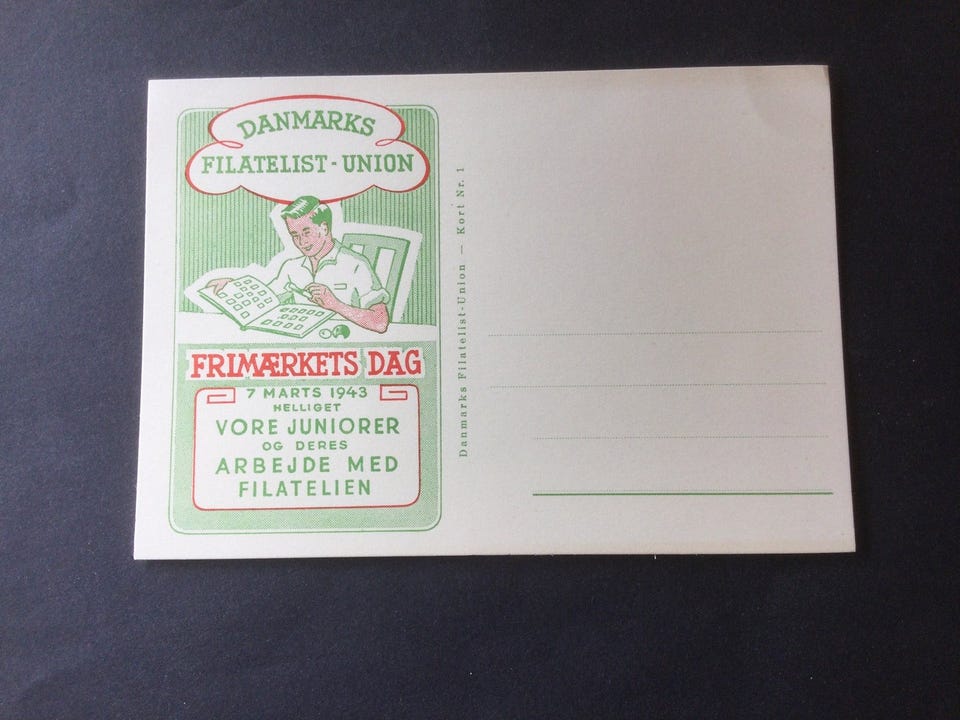 DANMARKS
FILATELIST - UNION
FRIMÆRKETS DAG
7 MARTS 1943
HELLIGET
VORE JUNIORER
OG DERES
ARBEJDE MED
FILATELIEN
Danmarks Filatelist-Union — Kort Nr. 1